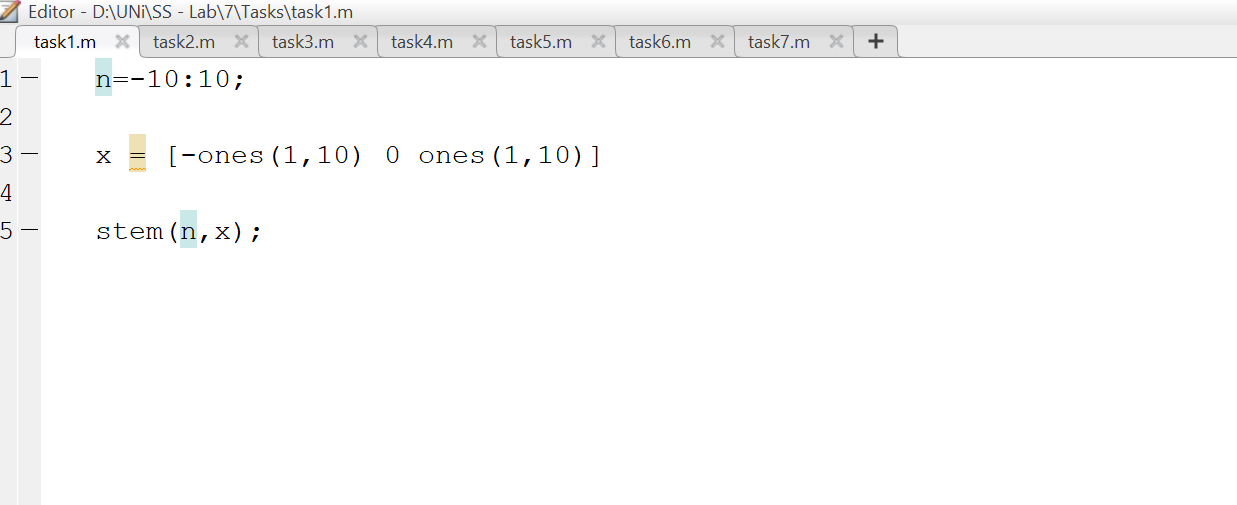 Editor - D:\UNi\SS - Lab\7\Tasks\task1.m
task1.m task2.m task3.m task4.m task5.m task6.m task7.m +
1 n=-10:10;
2
3 x = [-ones(1,10) 0 ones(1,10)]
4
5 stem(n,x);